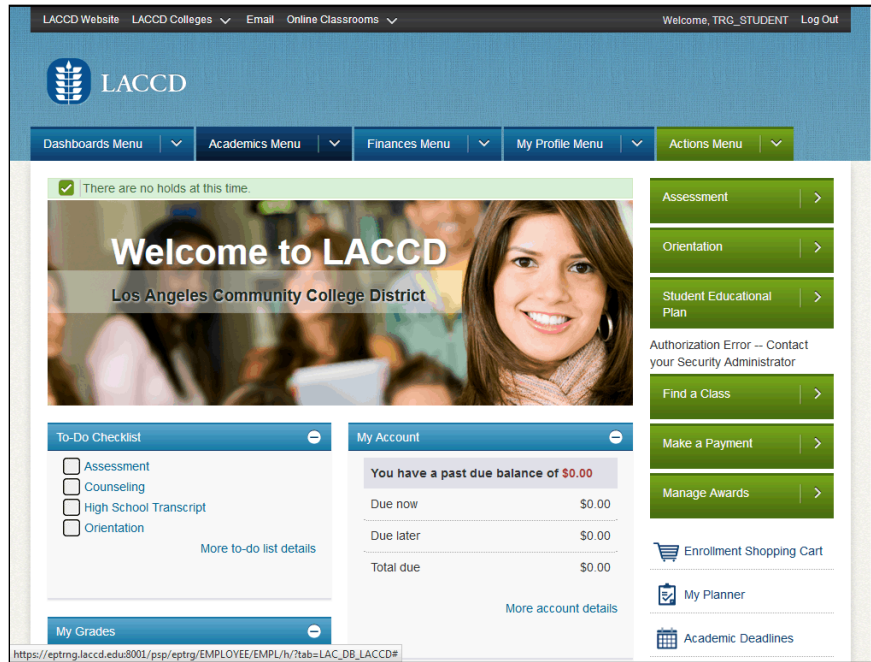 LACCD Website LACCD Colleges Email Online Classrooms Welcome, TRG_STUDENT Log Out
LACCD
Dashboards Menu Academics Menu Finances Menu My Profile Menu Actions Menu
There are no holds at this time.
Welcome to LACCD
Los Angeles Community College District
Assessment
Orientation
Student Educational
Plan
Authorization Error -- Contact
your Security Administrator
Find a Class
Make a Payment
Manage Awards
To-Do Checklist
Assessment
Counseling
High School Transcript
Orientation
More to-do list details
My Account
You have a past due balance of $0.00
Due now $0.00
Due later $0.00
Total due $0.00
More account details
Enrollment Shopping Cart
My Planner
Academic Deadlines
My Grades
https://eptrng.laccd.edu:8001/psp/eptrg/EMPLOYEE/EMPL/h/?tab=LAC_DB_LACCD#